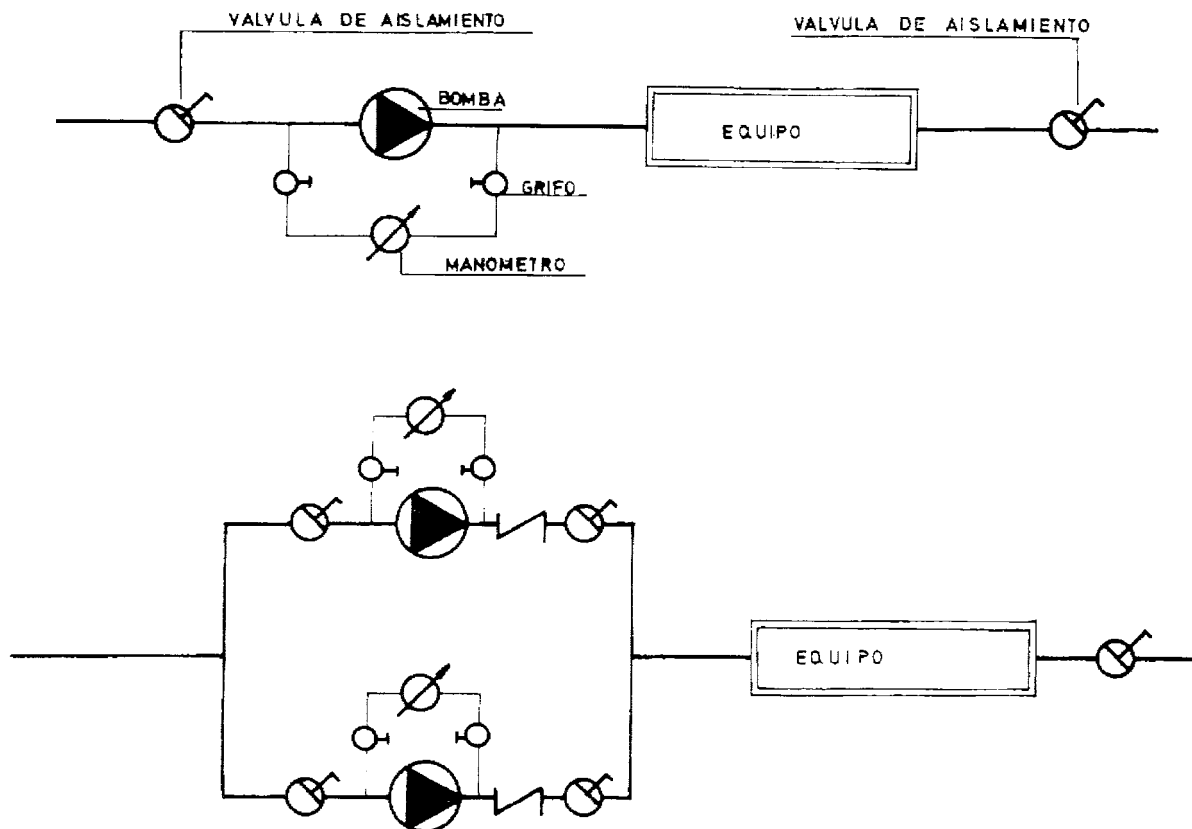 VALVULA DE AISLAMIENTO
VALVULA DE AISLAMIENTO
BOMBA
EQUIPO
GRIFO
MANOMETRO
EQUIPO